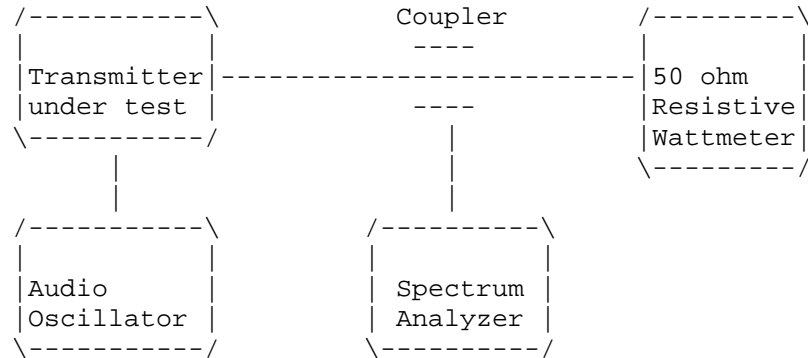 Coupler
Transmitter
under test
50 ohm
Resistive
Wattmeter
Audio
Oscillator
Spectrum
Analyzer